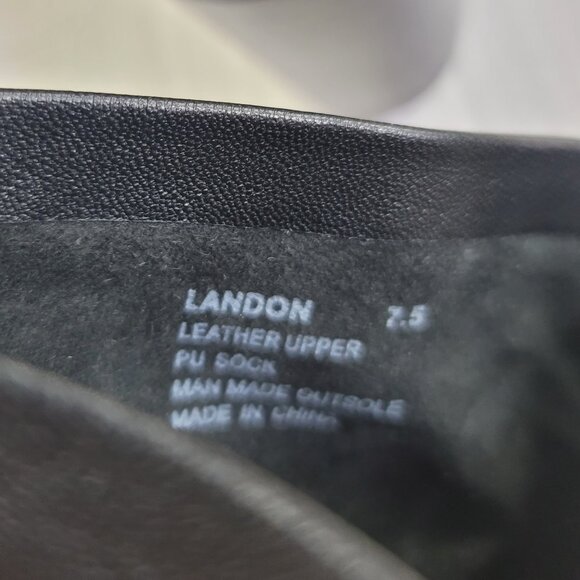 LANDON 7.5
LEATHER UPPER
PU SOCK
MAN MADE OUTSOLE
MADE IN CHINA